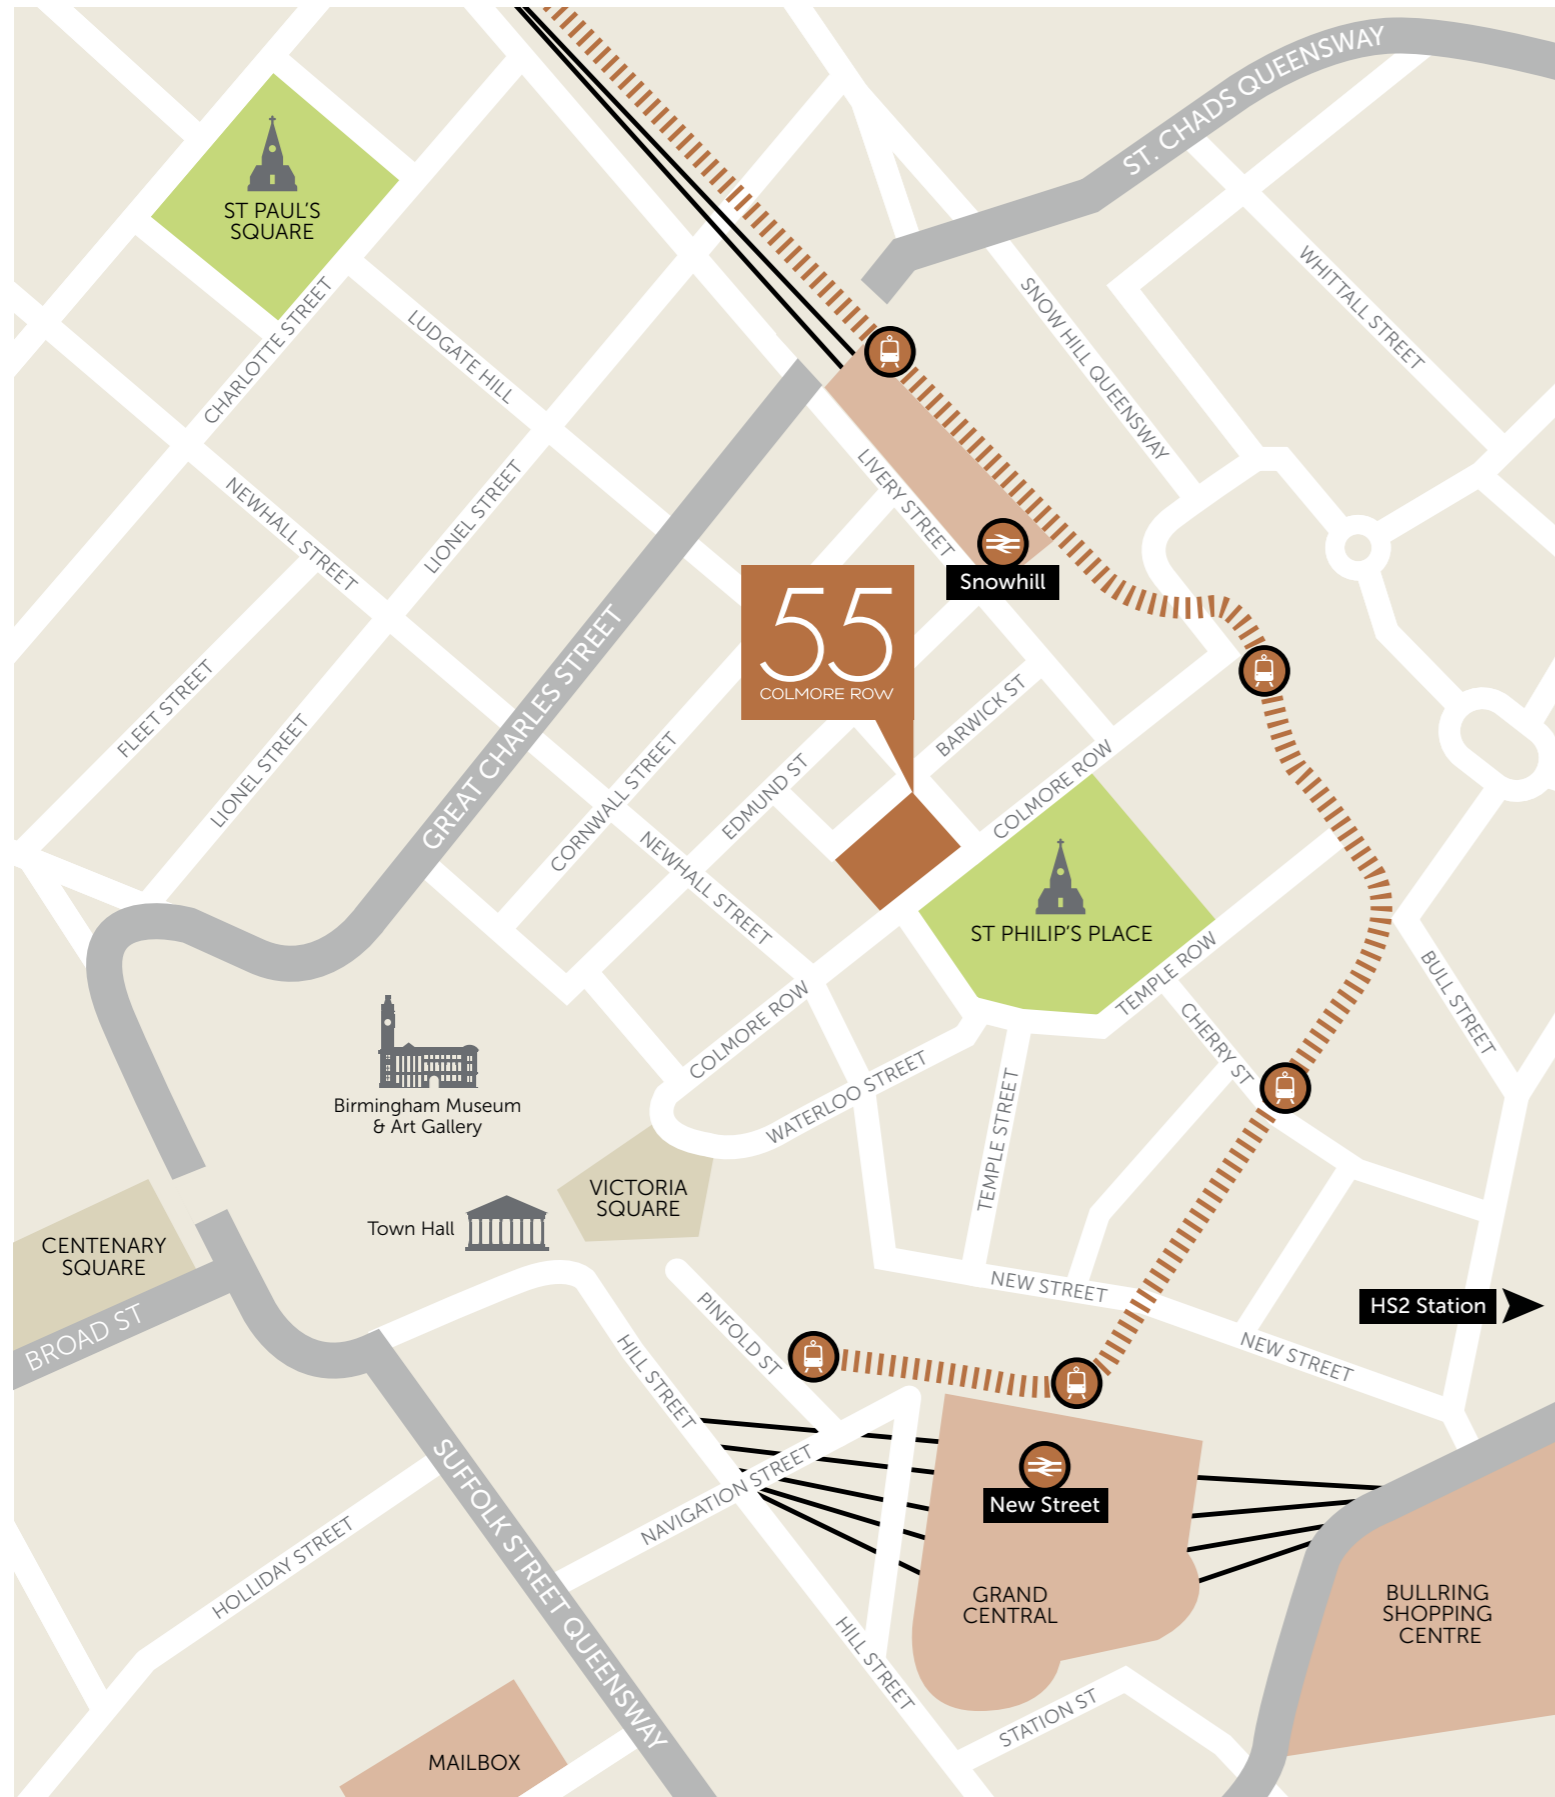 ST. CHADS QUEENSWAY
ST PAUL'S
SQUARE
WHITTALL STREET
SNOW HILL QUEENSWAY
CHARLOTTE STREET
LUDGATE HILL
LIVERY STREET
NEWHALL STREET
LIONEL STREET
Snowhill
55
COLMORE ROW
GREAT CHARLES STREET
FLEET STREET
LIONEL STREET
BARWICK ST
CORNWALL STREET
EDMUND ST
COLMORE ROW
NEWHALL STREET
ST PHILIP'S PLACE
TEMPLE ROW
BULL STREET
COLMORE ROW
CHERRY ST
WATERLOO STREET
TEMPLE STREET
Birmingham Museum
& Art Gallery
VICTORIA
SQUARE
Town Hall
CENTENARY
SQUARE
BROAD ST
NEW STREET
HS2 Station
PINFOLD ST
HILL STREET
NEW STREET
NAVIGATION STREET
New Street
SUFFOLK STREET QUEENSWAY
HOLLIDAY STREET
GRAND
CENTRAL
BULLRING
SHOPPING
CENTRE
HILL STREET
STATION ST
MAILBOX